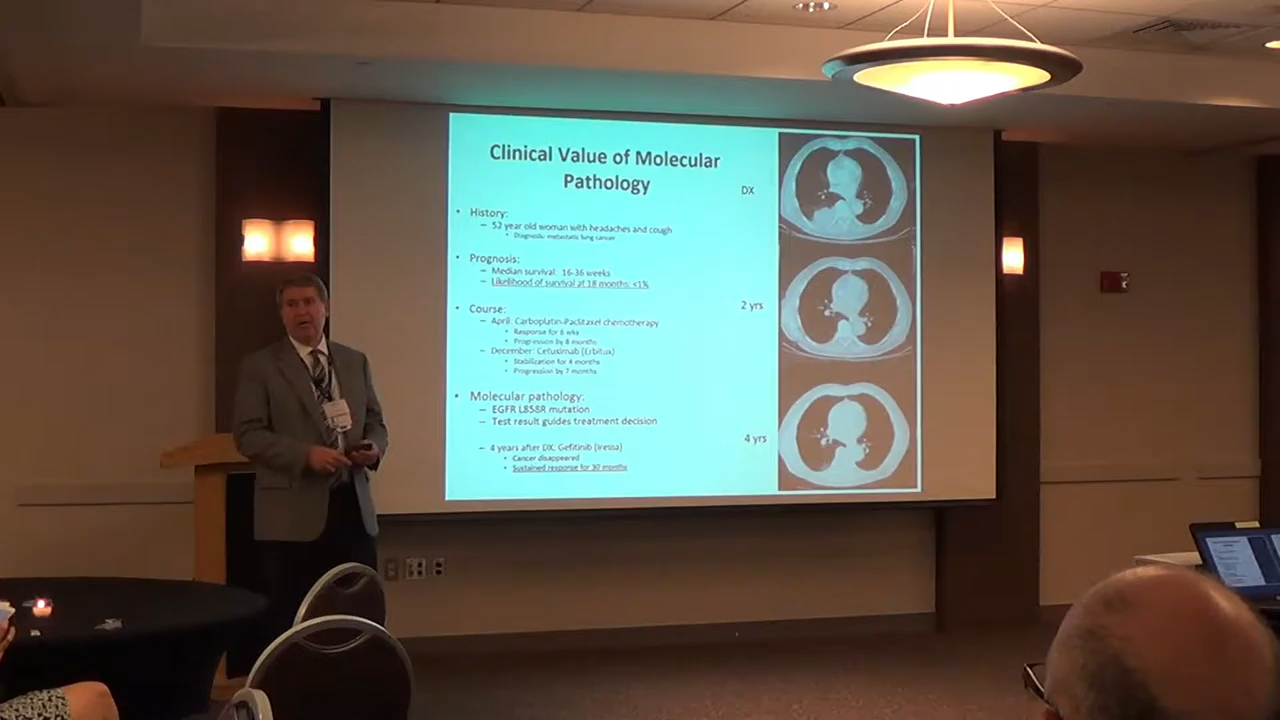 Clinical Value of Molecular
Pathology
DX
• History:
– 52 year old woman with headaches and cough
• Diagnosis: metastatic lung cancer
• Prognosis:
– Median survival: 16-36 weeks
– Likelihood of survival at 18 months: <1%
2 yrs
• Course:
– April: Carboplatin-Paclitaxel chemotherapy
• Response for 6 wks
• Progression by 8 months
– December: Cetuximab (Erbitux)
• Stabilization for 4 months
• Progression by 7 months
• Molecular pathology:
– EGFR L858R mutation
– Test result guides treatment decision
4 yrs
– 4 years after DX: Gefitinib (Iressa)
• Cancer disappeared
• Sustained response for 30 months